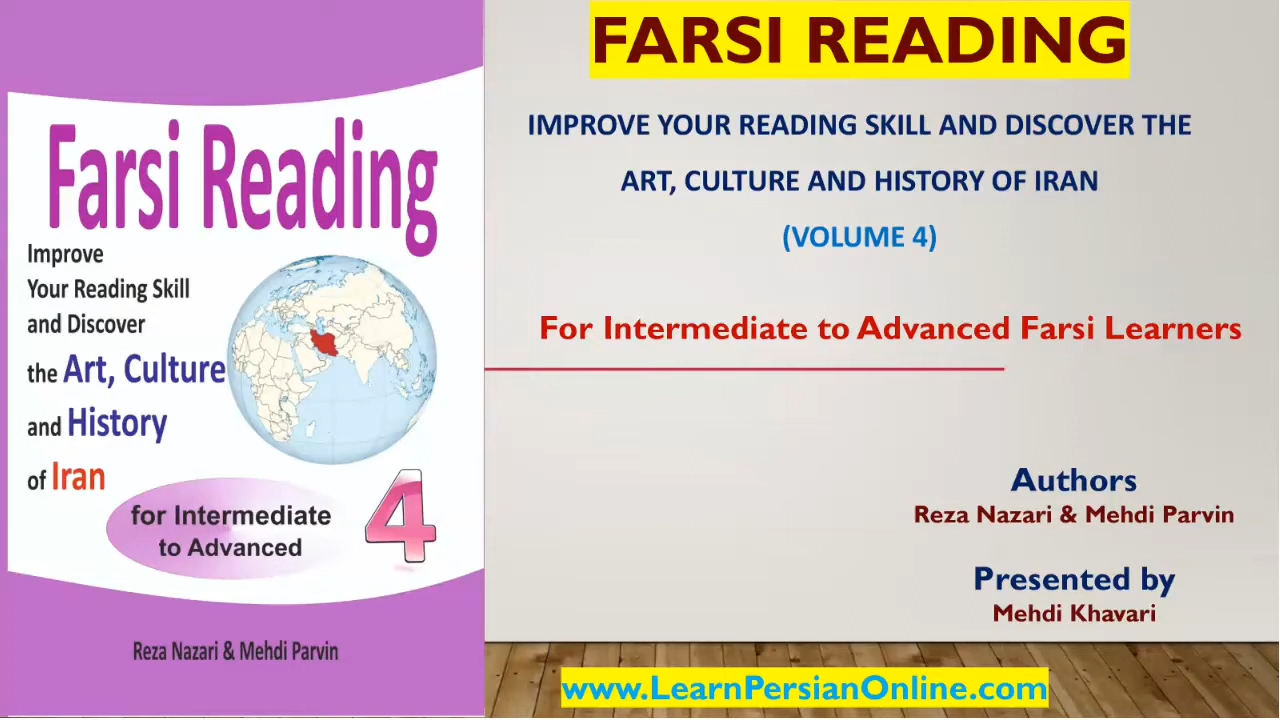 Farsi Reading
Improve
Your Reading Skill
and Discover
the Art, Culture
and History
of Iran
for Intermediate
to Advanced
4
Reza Nazari & Mehdi Parvin
FARSI READING
IMPROVE YOUR READING SKILL AND DISCOVER THE
ART, CULTURE AND HISTORY OF IRAN
(VOLUME 4)
For Intermediate to Advanced Farsi Learners
Authors
Reza Nazari & Mehdi Parvin
Presented by
Mehdi Khavari
www.LearnPersianOnline.com